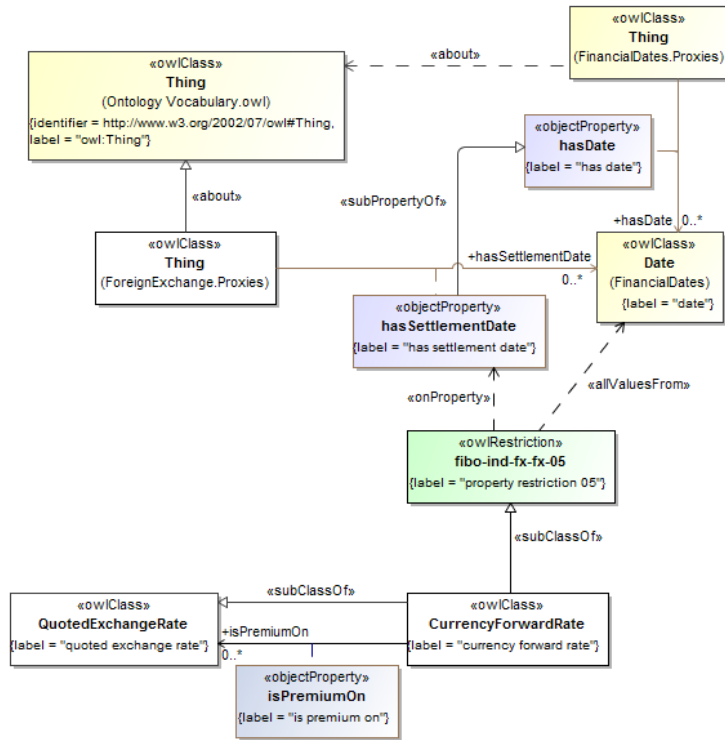 «owlClass»
Thing
(FinancialDates.Proxies)
«about»
«owlClass»
Thing
(Ontology Vocabulary.owl)
{identifier = http://www.w3.org/2002/07/owl#Thing,
label = "owl:Thing"}
«objectProperty»
hasDate
{label = "has date"}
«about»
«subPropertyOf»
+hasDate 0..*
«owlClass»
Thing
(ForeignExchange.Proxies)
+hasSettlementDate
0..*
«owlClass»
Date
(FinancialDates)
{label = "date"}
«objectProperty»
hasSettlementDate
{label = "has settlement date"}
«onProperty»
«allValuesFrom»
«owlRestriction»
fibo-ind-fx-fx-05
{label = "property restriction 05"}
«subClassOf»
«subClassOf»
«owlClass»
QuotedExchangeRate
{label = "quoted exchange rate"}
+isPremiumOn
0..*
«owlClass»
CurrencyForwardRate
{label = "currency forward rate"}
«objectProperty»
isPremiumOn
{label = "is premium on"}